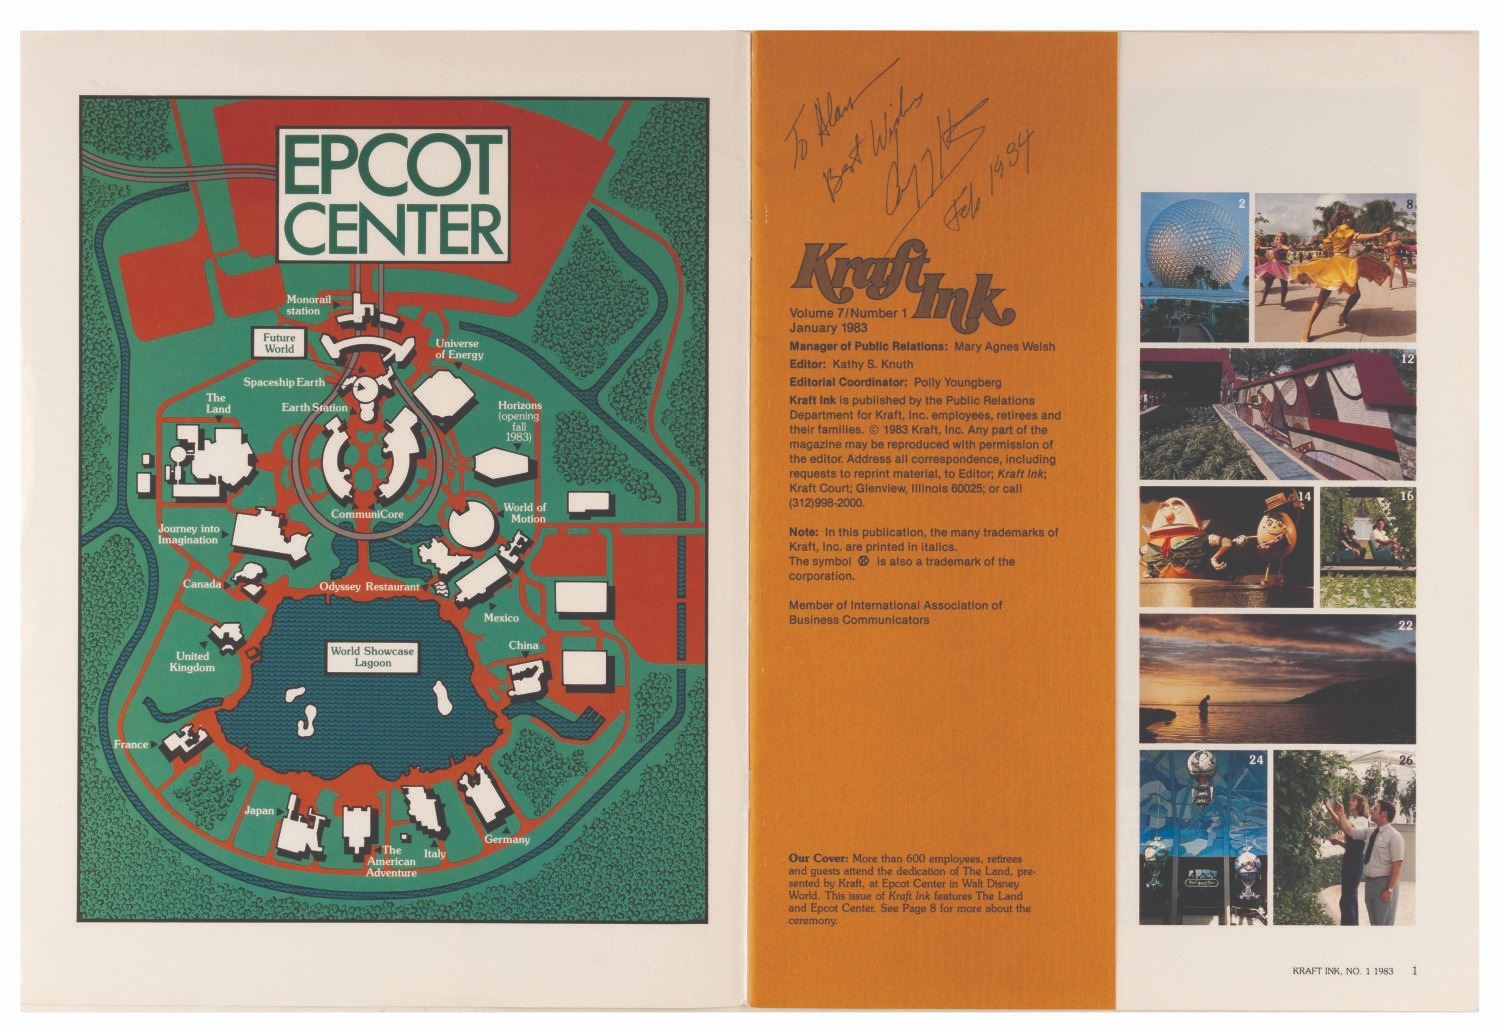 EPCOT
CENTER
Monorail
station
Future
World
Universe
of Energy
Spaceship Earth
The
Land
Earth Station
Horizons
(opening
fall
1983)
CommuniCore
World of
Motion
Journey into
Imagination
Canada
Odyssey Restaurant
Mexico
United
Kingdom
World Showcase
Lagoon
China
France
Japan
The
American
Adventure
Italy
Germany
To Alan
Best Wishes
Feb 1984
Kraft
Ink
Volume 7/Number 1
January 1983
Manager of Public Relations: Mary Agnes Welsh
Editor: Kathy S. Knuth
Editorial Coordinator: Polly Youngberg
Kraft Ink is published by the Public Relations
Department for Kraft, Inc. employees, retirees and
their families. © 1983 Kraft, Inc. Any part of the
magazine may be reproduced with permission of
the editor. Address all correspondence, including
requests to reprint material, to Editor; Kraft Ink;
Kraft Court; Glenview, Illinois 60025; or call
(312)998-2000.
Note: In this publication, the many trademarks of
Kraft, Inc. are printed in italics.
The symbol Ⓚ is also a trademark of the
corporation.
Member of International Association of
Business Communicators
Our Cover: More than 600 employees, retirees
and guests attend the dedication of The Land, pre-
sented by Kraft, at Epcot Center in Walt Disney
World. This issue of Kraft Ink features The Land
and Epcot Center. See Page 8 for more about the
ceremony.
2
8
12
14
16
22
24
26
KRAFT INK, NO. 1 1983 1